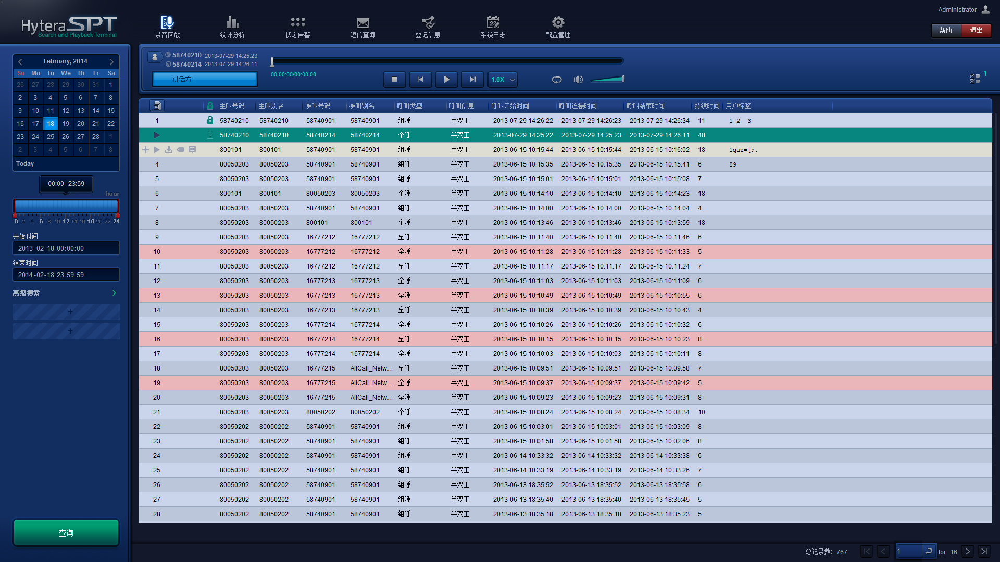 Administrator
Hytera SPT
Search and Playback Terminal
录音回放 统计分析 状态告警 短信查询 登记信息 系统日志 配置管理
帮助 退出
February, 2014
Su Mo Tu We Th Fr Sa
26 27 28 29 30 31 1
2 3 4 5 6 7 8
9 10 11 12 13 14 15
16 17 18 19 20 21 22
23 24 25 26 27 28 1
2 3 4 5 6 7 8
Today
00:00--23:59
hour
0 2 4 6 8 10 12 14 16 18 20 22 24
开始时间
2013-02-18 00:00:00
结束时间
2014-02-18 23:59:59
高级搜索
+
+
查询
58740210 2013-07-29 14:25:23
58740214 2013-07-29 14:26:11
讲话方:
00:00:00/00:00:00
1.0X
1
主叫号码 主叫别名 被叫号码 被叫别名 呼叫类型 呼叫信息 呼叫开始时间 呼叫连接时间 呼叫结束时间 持续时间 用户标签
1 58740210 58740210 58740901 58740901 组呼 半双工 2013-07-29 14:26:22 2013-07-29 14:26:23 2013-07-29 14:26:34 11 1 2 3
58740210 58740210 58740214 58740214 个呼 半双工 2013-07-29 14:25:22 2013-07-29 14:25:23 2013-07-29 14:26:11 48
800101 800101 58740901 58740901 组呼 半双工 2013-06-15 10:15:44 2013-06-15 10:15:44 2013-06-15 10:16:02 18 1qaz=[;.
4 80050203 80050203 58740901 58740901 组呼 半双工 2013-06-15 10:15:35 2013-06-15 10:15:35 2013-06-15 10:15:41 6 89
5 80050203 80050203 58740901 58740901 组呼 半双工 2013-06-15 10:15:01 2013-06-15 10:15:01 2013-06-15 10:15:08 7
6 800101 800101 80050203 80050203 个呼 半双工 2013-06-15 10:14:10 2013-06-15 10:14:10 2013-06-15 10:14:23 18
7 80050203 80050203 58740901 58740901 组呼 半双工 2013-06-15 10:14:00 2013-06-15 10:14:00 2013-06-15 10:14:04 4
8 80050203 80050203 800101 800101 个呼 半双工 2013-06-15 10:13:46 2013-06-15 10:13:46 2013-06-15 10:13:59 18
9 80050203 80050203 16777212 16777212 全呼 半双工 2013-06-15 10:11:40 2013-06-15 10:11:40 2013-06-15 10:11:46 6
10 80050203 80050203 16777212 16777212 全呼 半双工 2013-06-15 10:11:28 2013-06-15 10:11:28 2013-06-15 10:11:33 5
11 80050203 80050203 16777212 16777212 全呼 半双工 2013-06-15 10:11:17 2013-06-15 10:11:17 2013-06-15 10:11:24 7
12 80050203 80050203 16777213 16777213 全呼 半双工 2013-06-15 10:11:03 2013-06-15 10:11:03 2013-06-15 10:11:09 6
13 80050203 80050203 16777213 16777213 全呼 半双工 2013-06-15 10:10:49 2013-06-15 10:10:49 2013-06-15 10:10:55 6
14 80050203 80050203 16777213 16777213 全呼 半双工 2013-06-15 10:10:39 2013-06-15 10:10:39 2013-06-15 10:10:43 4
15 80050203 80050203 16777214 16777214 全呼 半双工 2013-06-15 10:10:26 2013-06-15 10:10:26 2013-06-15 10:10:32 6
16 80050203 80050203 16777214 16777214 全呼 半双工 2013-06-15 10:10:15 2013-06-15 10:10:15 2013-06-15 10:10:23 8
17 80050203 80050203 16777214 16777214 全呼 半双工 2013-06-15 10:10:03 2013-06-15 10:10:03 2013-06-15 10:10:11 8
18 80050203 80050203 16777215 AllCall_Netw... 全呼 半双工 2013-06-15 10:09:51 2013-06-15 10:09:51 2013-06-15 10:09:58 7
19 80050203 80050203 16777215 AllCall_Netw... 全呼 半双工 2013-06-15 10:09:37 2013-06-15 10:09:37 2013-06-15 10:09:42 5
20 80050203 80050203 16777215 AllCall_Netw... 全呼 半双工 2013-06-15 10:09:23 2013-06-15 10:09:23 2013-06-15 10:09:31 8
21 80050203 80050203 80050202 80050202 个呼 半双工 2013-06-15 10:08:24 2013-06-15 10:08:24 2013-06-15 10:08:34 10
22 80050202 80050202 58740901 58740901 组呼 半双工 2013-06-15 10:03:01 2013-06-15 10:03:01 2013-06-15 10:03:09 8
23 80050202 80050202 58740901 58740901 组呼 半双工 2013-06-15 10:01:58 2013-06-15 10:01:58 2013-06-15 10:02:06 8
24 80050202 80050202 58740901 58740901 组呼 半双工 2013-06-14 10:33:32 2013-06-14 10:33:32 2013-06-14 10:33:38 6
25 80050202 80050202 58740901 58740901 组呼 半双工 2013-06-14 10:33:19 2013-06-14 10:33:19 2013-06-14 10:33:26 7
26 80050202 80050202 58740901 58740901 组呼 半双工 2013-06-13 18:35:52 2013-06-13 18:35:52 2013-06-13 18:35:58 6
27 80050202 80050202 58740901 58740901 组呼 半双工 2013-06-13 18:35:40 2013-06-13 18:35:40 2013-06-13 18:35:45 5
28 80050202 80050202 58740901 58740901 组呼 半双工 2013-06-13 18:35:18 2013-06-13 18:35:18 2013-06-13 18:35:23 5
总记录数: 767 1 for 16